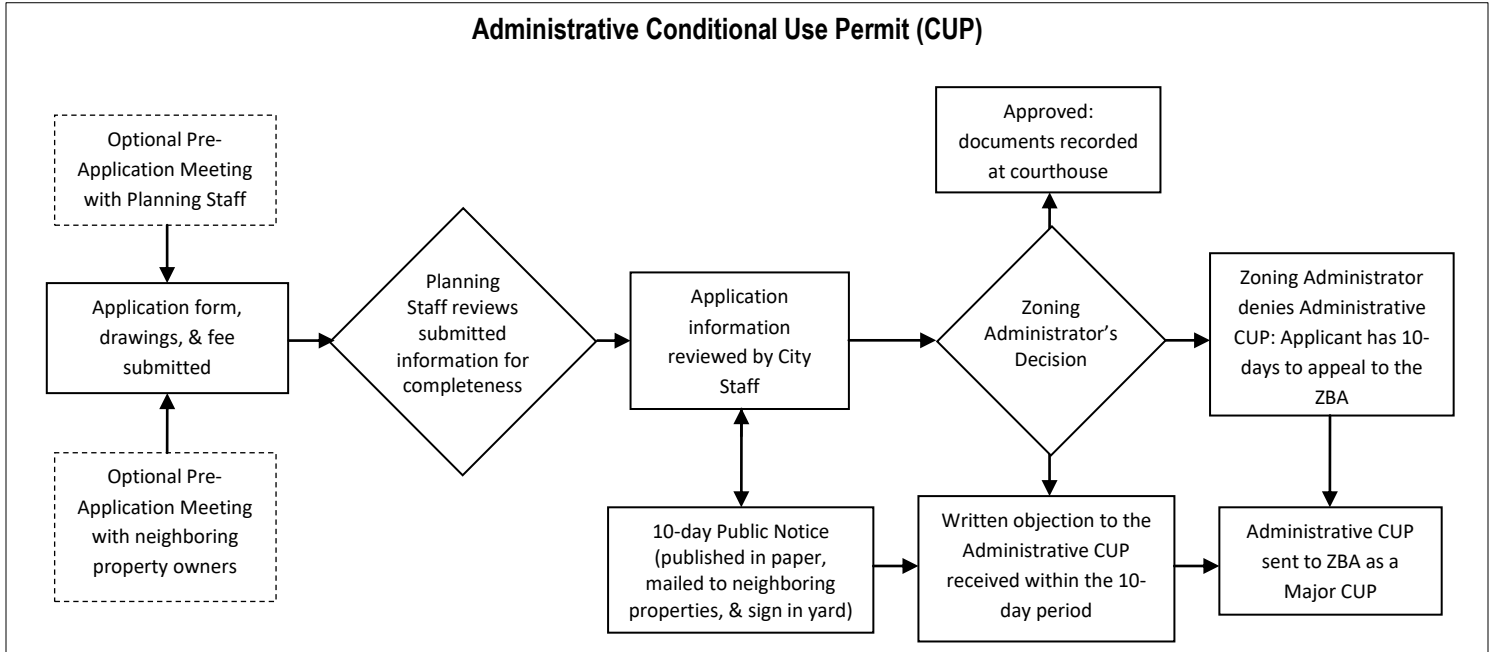 Administrative Conditional Use Permit (CUP)
Optional Pre-
Application Meeting
with Planning Staff
Application form,
drawings, & fee
submitted
Optional Pre-
Application Meeting
with neighboring
property owners
Planning
Staff reviews
submitted
information for
completeness
Application
information
reviewed by City
Staff
10-day Public Notice
(published in paper,
mailed to neighboring
properties, & sign in yard)
Approved:
documents recorded
at courthouse
Zoning
Administrator’s
Decision
Written objection to the
Administrative CUP
received within the 10-
day period
Zoning Administrator
denies Administrative
CUP: Applicant has 10-
days to appeal to the
ZBA
Administrative CUP
sent to ZBA as a
Major CUP